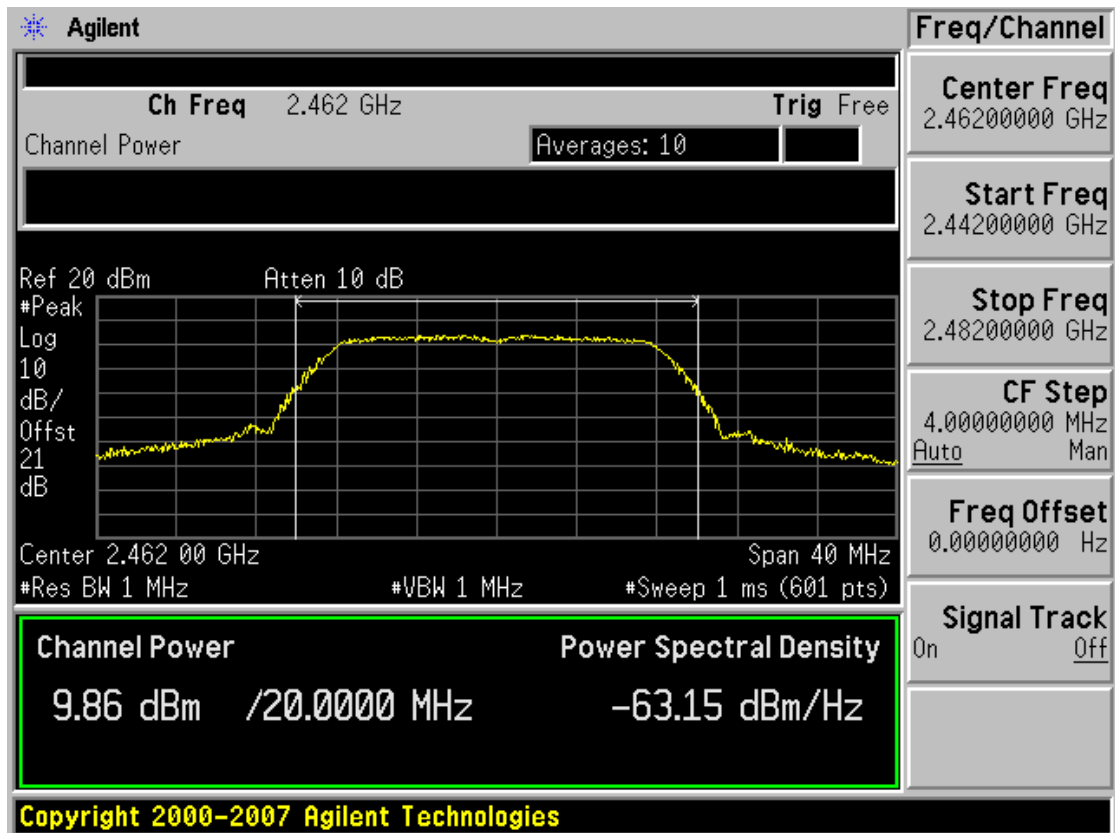 Agilent
Freq/Channel
Ch Freq 2.462 GHz Trig Free
Channel Power Averages: 10
Ref 20 dBm Atten 10 dB
#Peak
Log
10
dB/
Offst
21
dB
Center 2.462 00 GHz Span 40 MHz
#Res BW 1 MHz #VBW 1 MHz #Sweep 1 ms (601 pts)
Channel Power Power Spectral Density
9.86 dBm /20.0000 MHz -63.15 dBm/Hz
Center Freq
2.46200000 GHz
Start Freq
2.44200000 GHz
Stop Freq
2.48200000 GHz
CF Step
4.00000000 MHz
Auto Man
Freq Offset
0.00000000 Hz
Signal Track
On Off
Copyright 2000-2007 Agilent Technologies